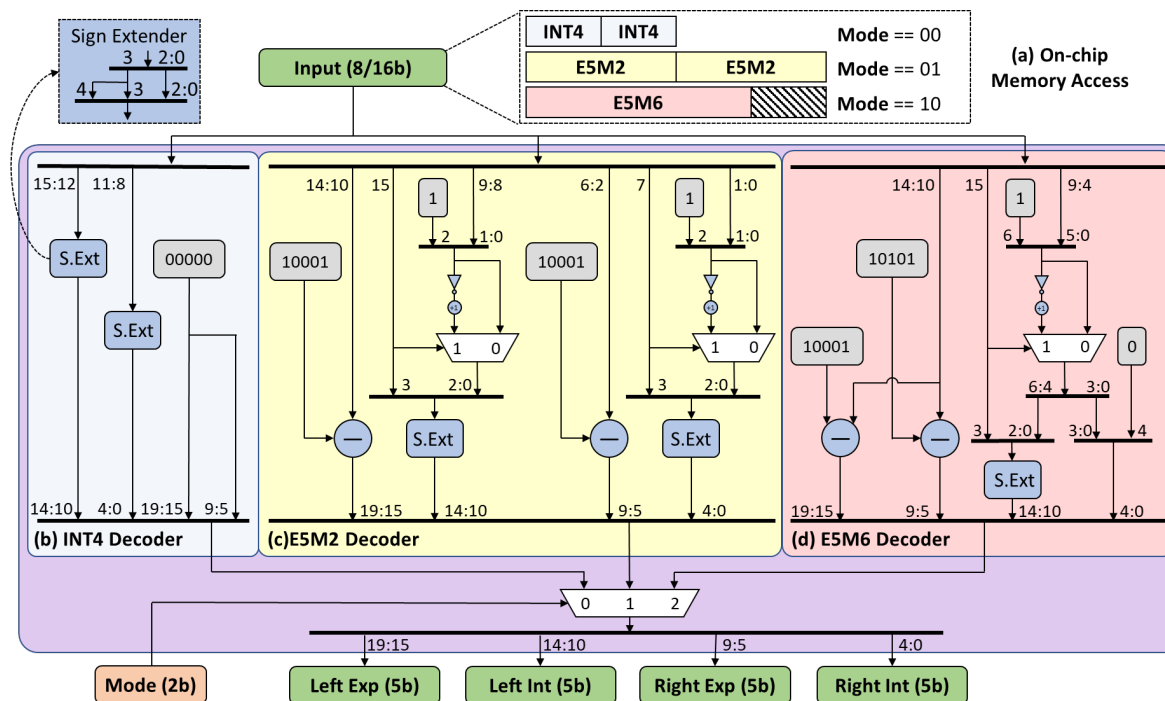 Sign Extender
3 2:0
4 3 2:0
Input (8/16b)
INT4 INT4 Mode == 00
E5M2 E5M2 Mode == 01
E5M6 Mode == 10
(a) On-chip
Memory Access
15:12 11:8
S.Ext 00000
S.Ext
14:10 4:0 19:15 9:5
(b) INT4 Decoder
14:10 15 9:8 6:2 7 1:0
1 1
2 1:0 2 1:0
10001 10001
+1 +1
1 0 1 0
3 2:0 3 2:0
— S.Ext — S.Ext
19:15 14:10 9:5 4:0
(c)E5M2 Decoder
14:10 15 9:4
1
6 5:0
10101
+1
10001 1 0 0
6:4 3:0
— — 3 2:0 3:0 4
S.Ext
19:15 9:5 14:10 4:0
(d) E5M6 Decoder
0 1 2
19:15 14:10 9:5 4:0
Mode (2b) Left Exp (5b) Left Int (5b) Right Exp (5b) Right Int (5b)